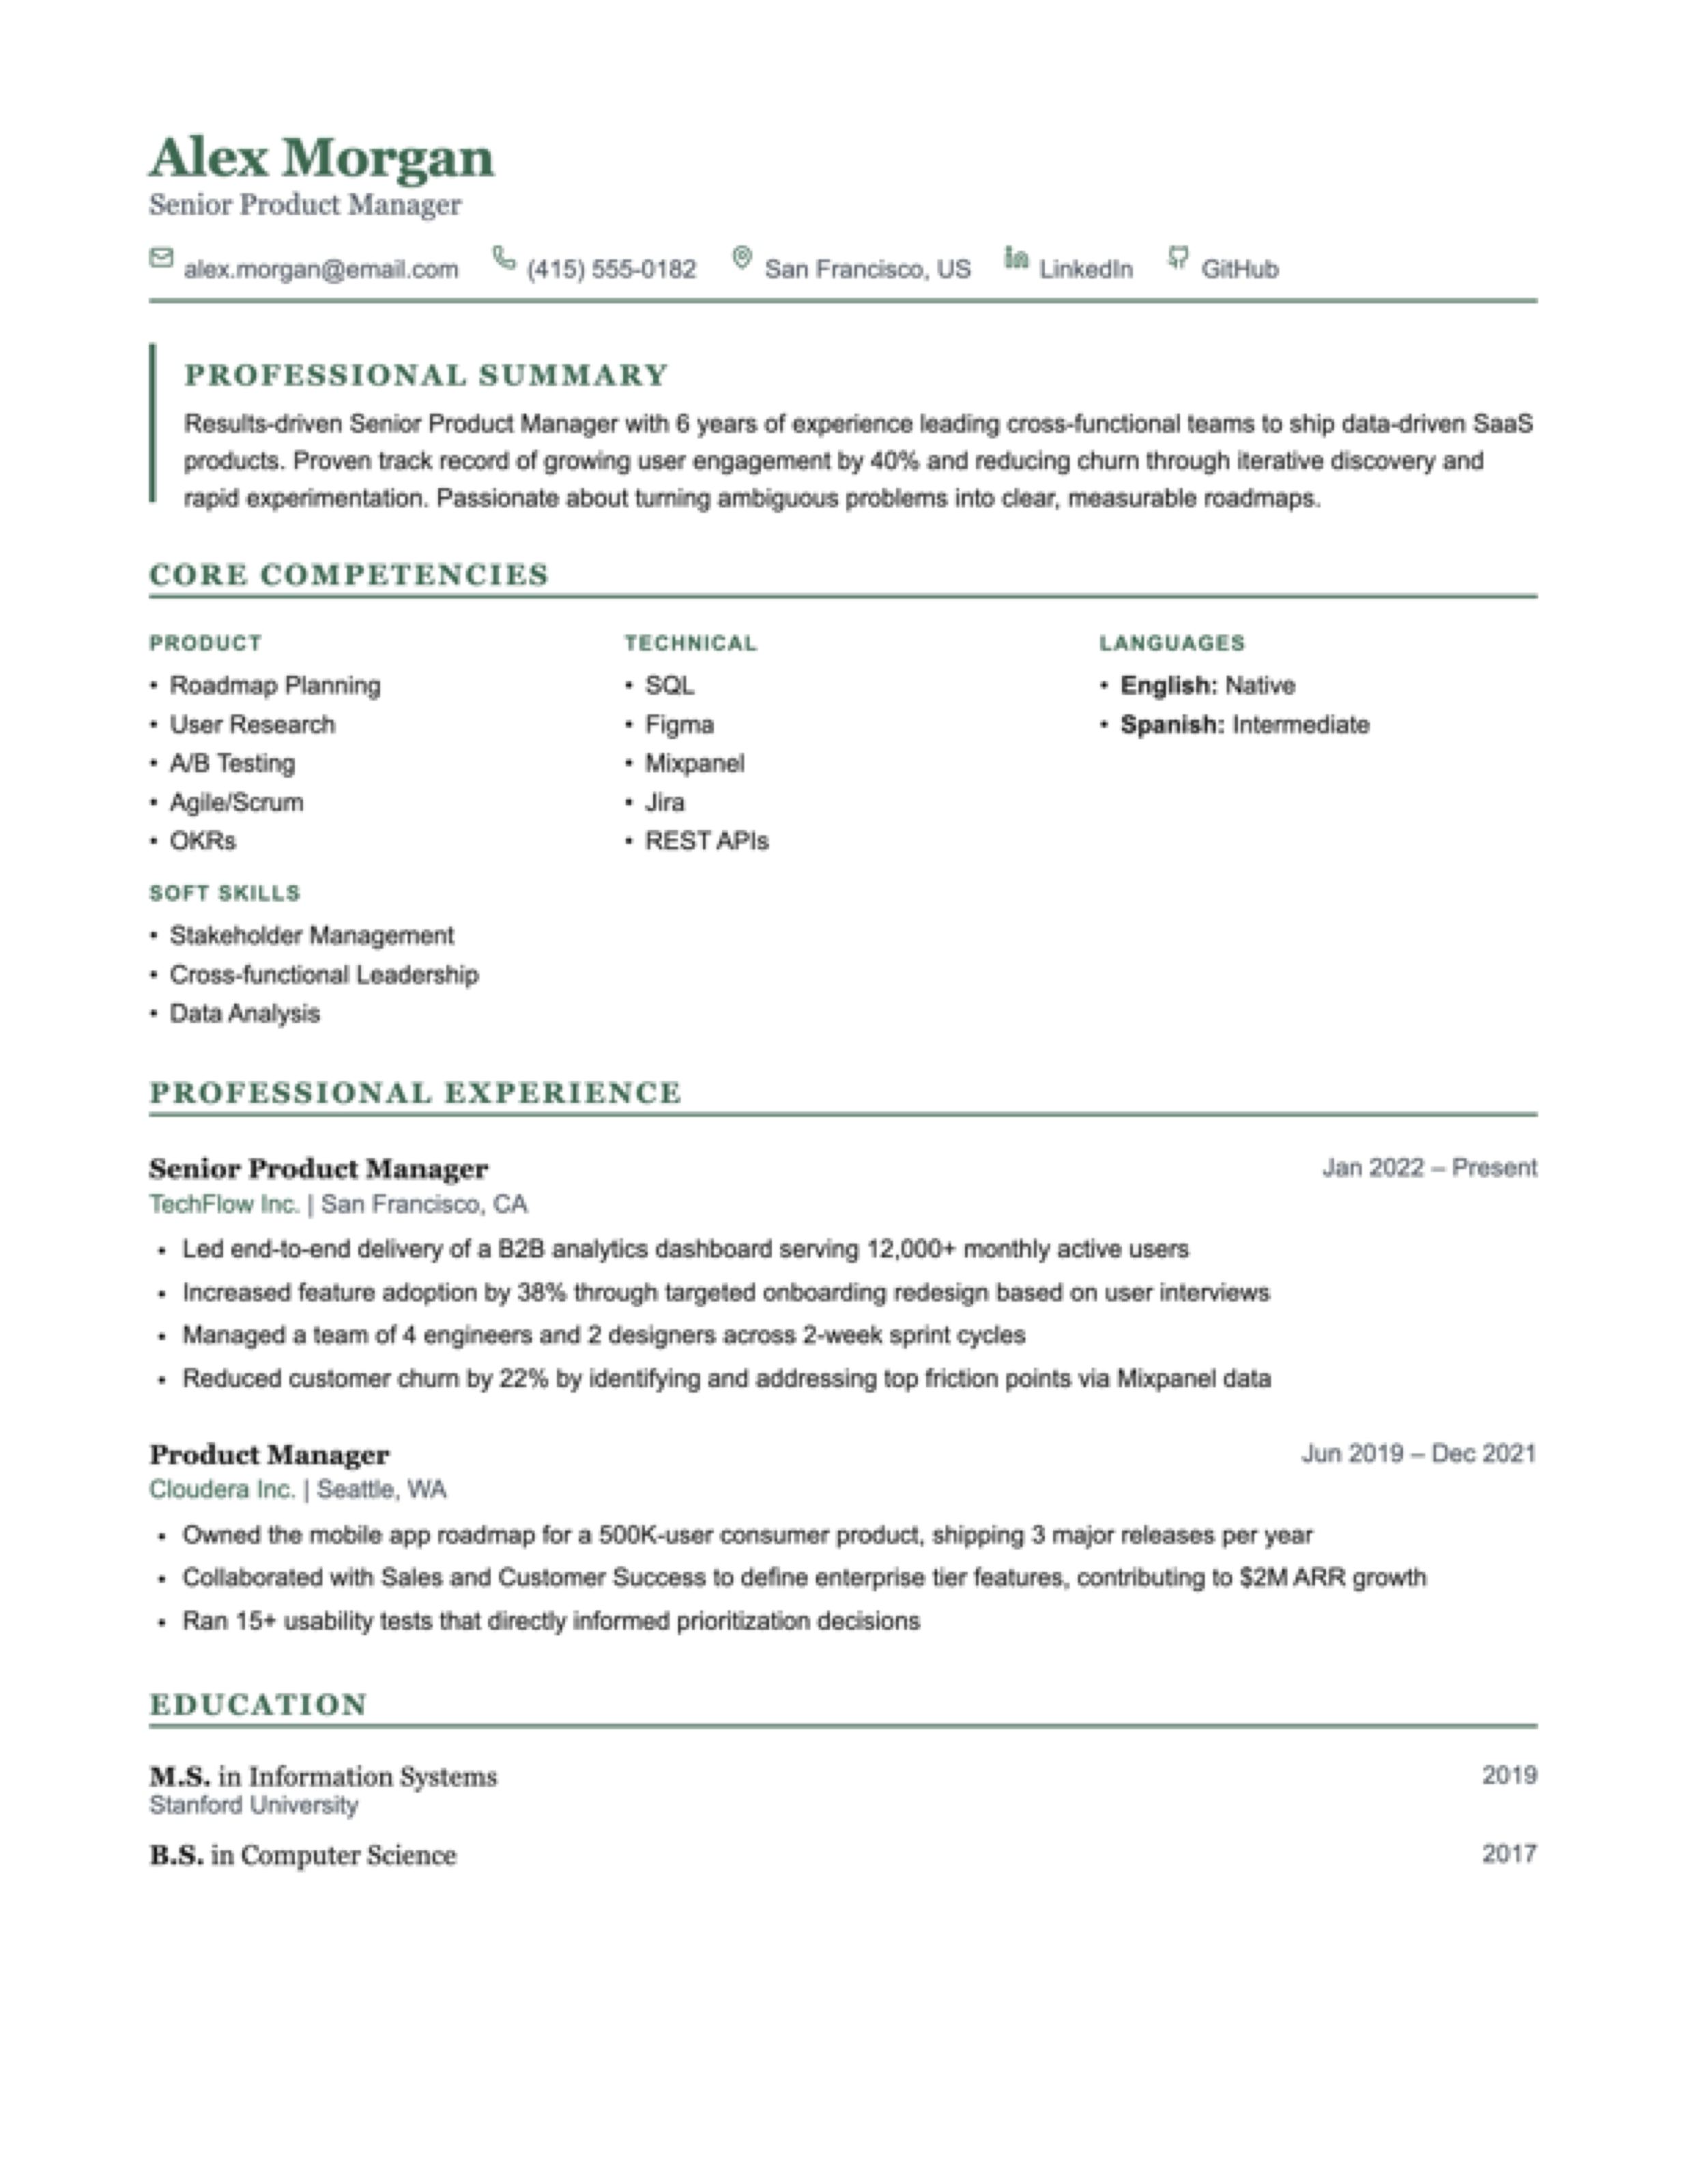 Alex Morgan
Senior Product Manager
alex.morgan@email.com (415) 555-0182 San Francisco, US LinkedIn GitHub
PROFESSIONAL SUMMARY
Results-driven Senior Product Manager with 6 years of experience leading cross-functional teams to ship data-driven SaaS
products. Proven track record of growing user engagement by 40% and reducing churn through iterative discovery and
rapid experimentation. Passionate about turning ambiguous problems into clear, measurable roadmaps.
CORE COMPETENCIES
PRODUCT
• Roadmap Planning
• User Research
• A/B Testing
• Agile/Scrum
• OKRs
TECHNICAL
• SQL
• Figma
• Mixpanel
• Jira
• REST APIs
LANGUAGES
• English: Native
• Spanish: Intermediate
SOFT SKILLS
• Stakeholder Management
• Cross-functional Leadership
• Data Analysis
PROFESSIONAL EXPERIENCE
Senior Product Manager Jan 2022 – Present
TechFlow Inc. | San Francisco, CA
• Led end-to-end delivery of a B2B analytics dashboard serving 12,000+ monthly active users
• Increased feature adoption by 38% through targeted onboarding redesign based on user interviews
• Managed a team of 4 engineers and 2 designers across 2-week sprint cycles
• Reduced customer churn by 22% by identifying and addressing top friction points via Mixpanel data
Product Manager Jun 2019 – Dec 2021
Cloudera Inc. | Seattle, WA
• Owned the mobile app roadmap for a 500K-user consumer product, shipping 3 major releases per year
• Collaborated with Sales and Customer Success to define enterprise tier features, contributing to $2M ARR growth
• Ran 15+ usability tests that directly informed prioritization decisions
EDUCATION
M.S. in Information Systems 2019
Stanford University
B.S. in Computer Science 2017